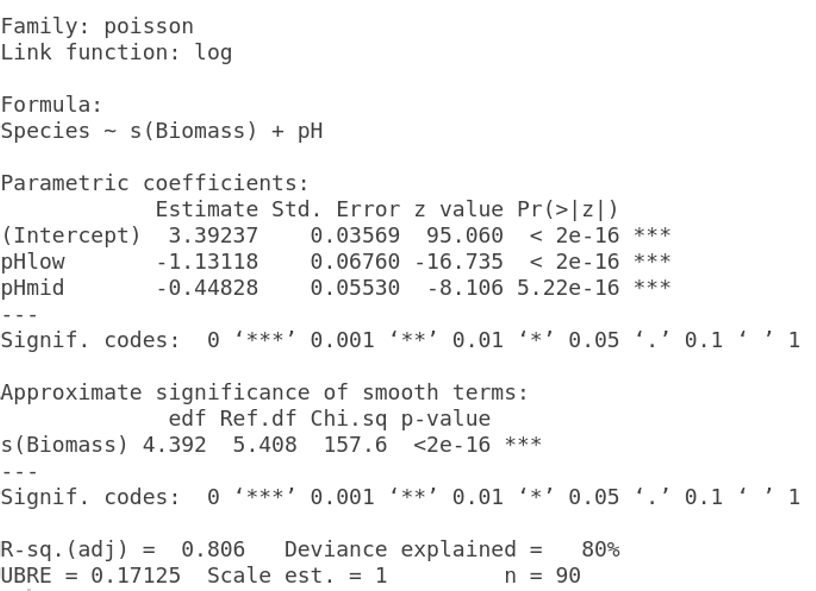 Family: poisson
Link function: log
Formula:
Species ~ s(Biomass) + pH
Parametric coefficients:
Estimate Std. Error z value Pr(>|z|)
(Intercept) 3.39237 0.03569 95.060 < 2e-16 ***
pHlow -1.13118 0.06760 -16.735 < 2e-16 ***
pHmid -0.44828 0.05530 -8.106 5.22e-16 ***
---
Signif. codes: 0 ‘***’ 0.001 ‘**’ 0.01 ‘*’ 0.05 ‘.’ 0.1 ‘ ’ 1
Approximate significance of smooth terms:
edf Ref.df Chi.sq p-value
s(Biomass) 4.392 5.408 157.6 <2e-16 ***
---
Signif. codes: 0 ‘***’ 0.001 ‘**’ 0.01 ‘*’ 0.05 ‘.’ 0.1 ‘ ’ 1
R-sq.(adj) = 0.806 Deviance explained = 80%
UBRE = 0.17125 Scale est. = 1 n = 90